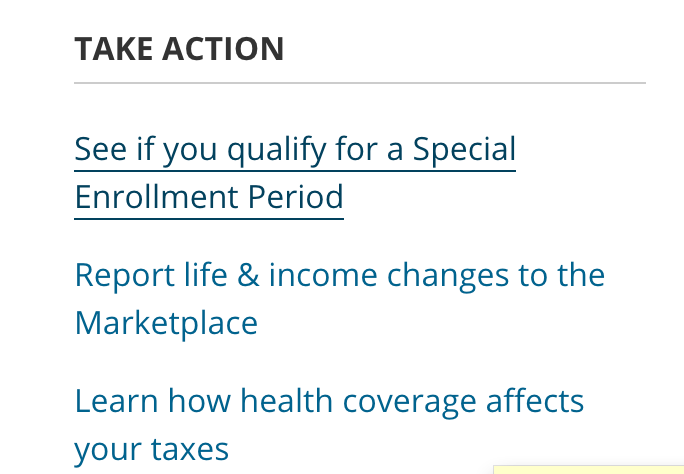 TAKE ACTION
See if you qualify for a Special
Enrollment Period
Report life & income changes to the
Marketplace
Learn how health coverage affects
your taxes